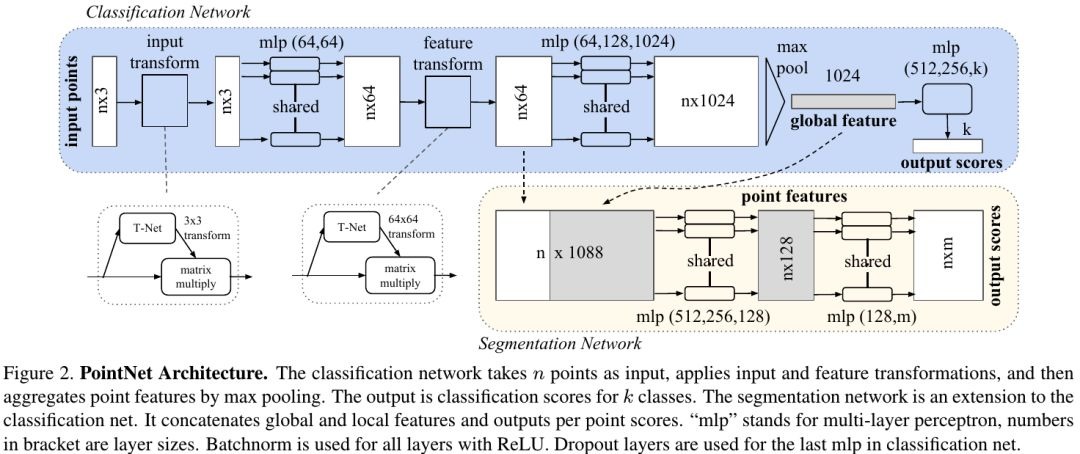 Classification Network
input points
nx3
input
transform
nx3
mlp (64,64)
shared
nx64
feature
transform
nx64
mlp (64,128,1024)
shared
nx1024
max
pool
1024
global feature
mlp
(512,256,k)
k
output scores
T-Net
3x3
transform
matrix
multiply
T-Net
64x64
transform
matrix
multiply
point features
n x 1088
shared
mlp (512,256,128)
nx128
shared
mlp (128,m)
nxm
output scores
Segmentation Network
Figure 2. PointNet Architecture. The classification network takes n points as input, applies input and feature transformations, and then
aggregates point features by max pooling. The output is classification scores for k classes. The segmentation network is an extension to the
classification net. It concatenates global and local features and outputs per point scores. “mlp” stands for multi-layer perceptron, numbers
in bracket are layer sizes. Batchnorm is used for all layers with ReLU. Dropout layers are used for the last mlp in classification net.